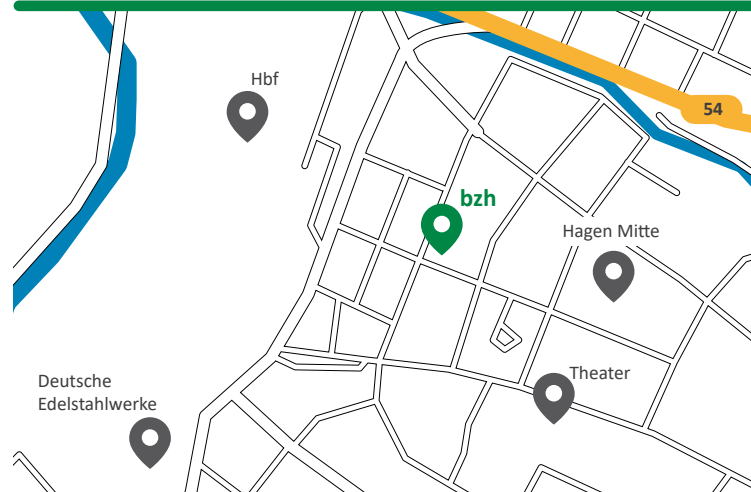 Hbf
54
bzh
Hagen Mitte
Theater
Deutsche
Edelstahlwerke